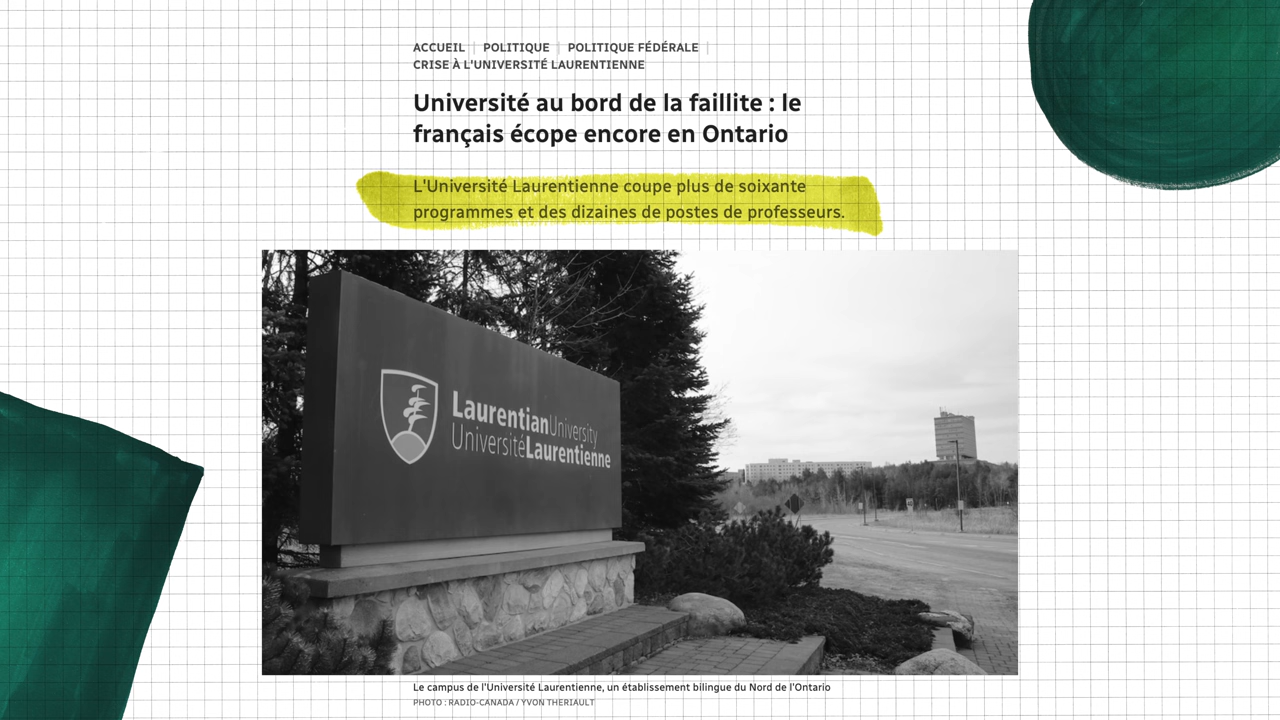 ACCUEIL | POLITIQUE | POLITIQUE FÉDÉRALE |
CRISE À L'UNIVERSITÉ LAURENTIENNE
Université au bord de la faillite : le
français écope encore en Ontario
L'Université Laurentienne coupe plus de soixante
programmes et des dizaines de postes de professeurs.
LaurentianUniversity
UniversitéLaurentienne
Le campus de l'Université Laurentienne, un établissement bilingue du Nord de l'Ontario
PHOTO : RADIO-CANADA / YVON THERIAULT